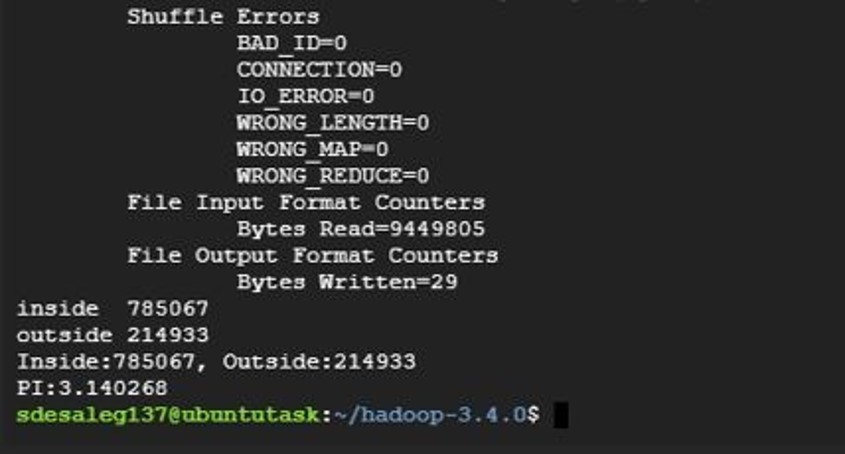 Shuffle Errors
BAD_ID=0
CONNECTION=0
IO_ERROR=0
WRONG_LENGTH=0
WRONG_MAP=0
WRONG_REDUCE=0
File Input Format Counters
Bytes Read=9449805
File Output Format Counters
Bytes Written=29
inside 785067
outside 214933
Inside:785067, Outside:214933
PI:3.140268
sdesaleg137@ubuntutask:~/hadoop-3.4.0$